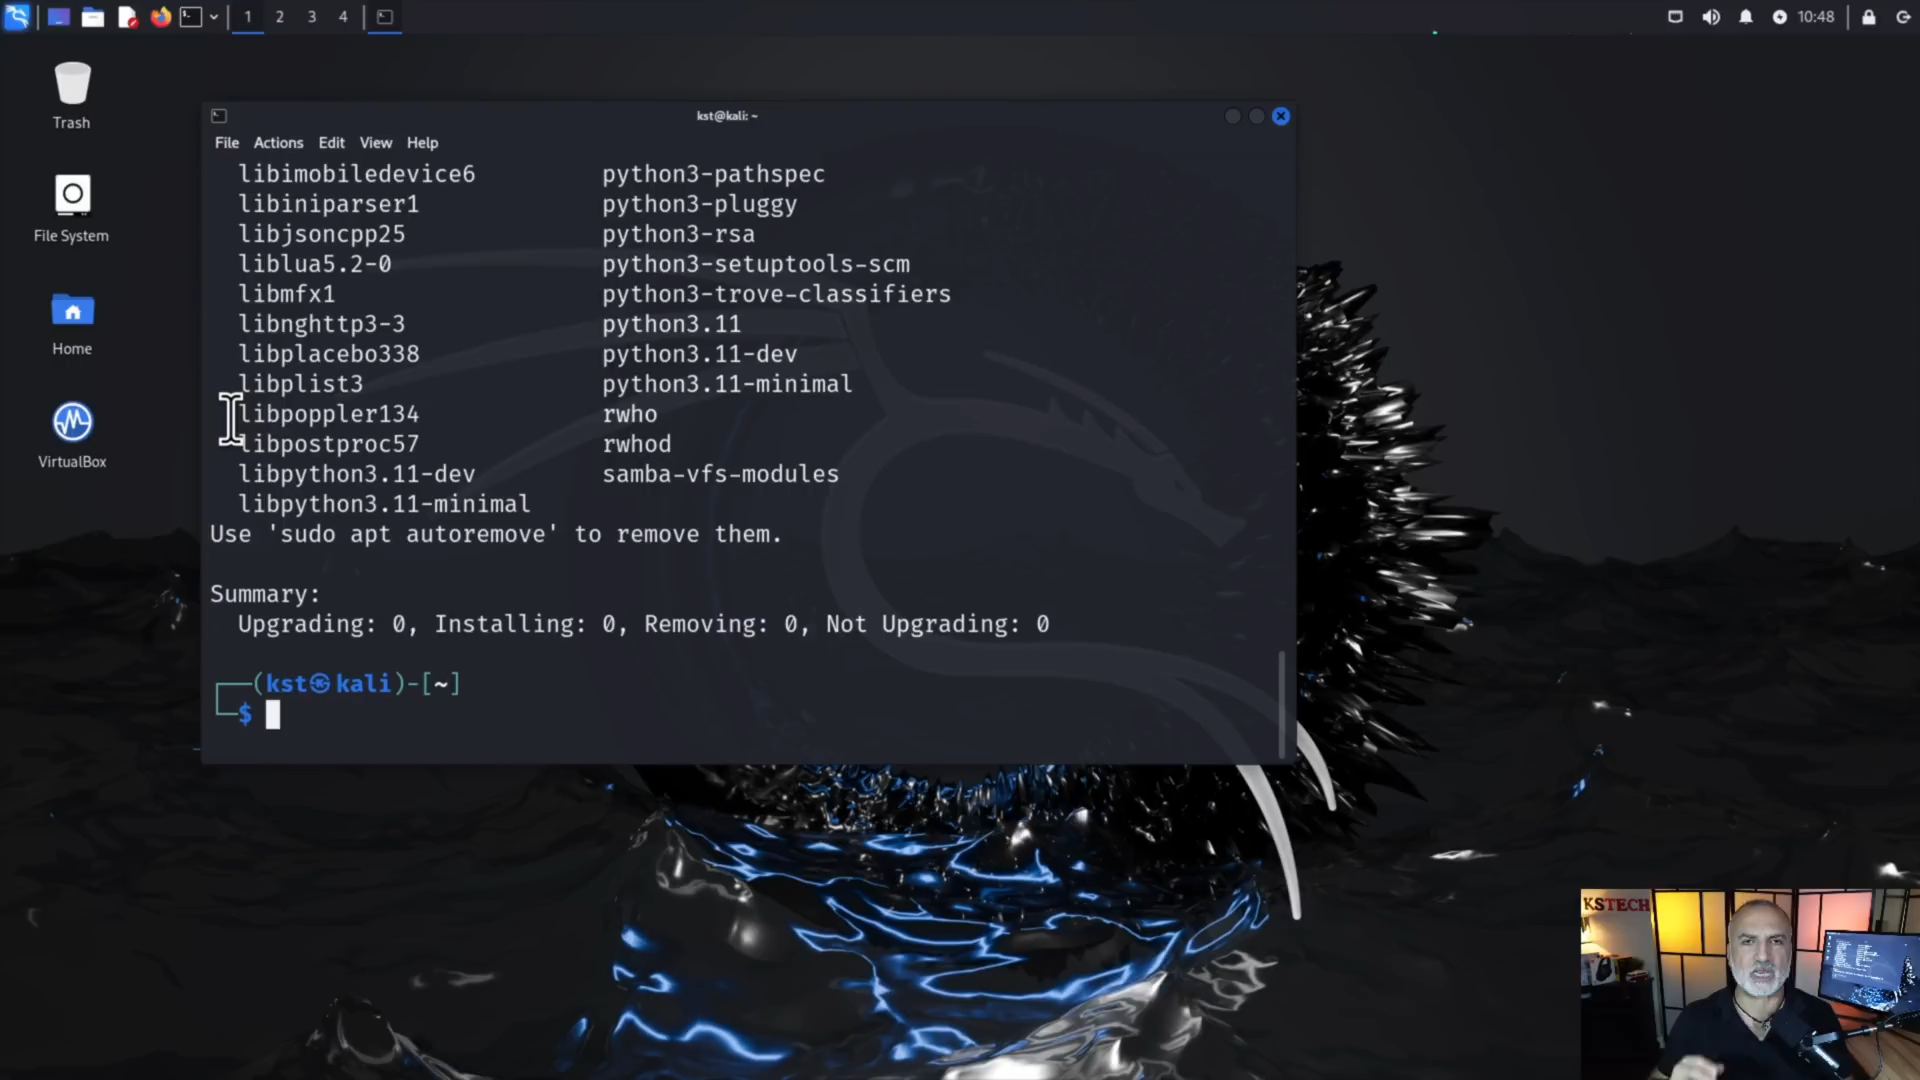 1 2 3 4
10:48
Trash
File System
Home
VirtualBox
kst@kali: ~
File Actions Edit View Help
libimobiledevice6 python3-pathspec
libiniparser1 python3-pluggy
libjsoncpp25 python3-rsa
liblua5.2-0 python3-setuptools-scm
libmfx1 python3-trove-classifiers
libnghttp3-3 python3.11
libplacebo338 python3.11-dev
libplist3 python3.11-minimal
libpoppler134 rwho
libpostproc57 rwhod
libpython3.11-dev samba-vfs-modules
libpython3.11-minimal
Use 'sudo apt autoremove' to remove them.
Summary:
Upgrading: 0, Installing: 0, Removing: 0, Not Upgrading: 0
(kst㉿kali)-[~]
$
KSTECH